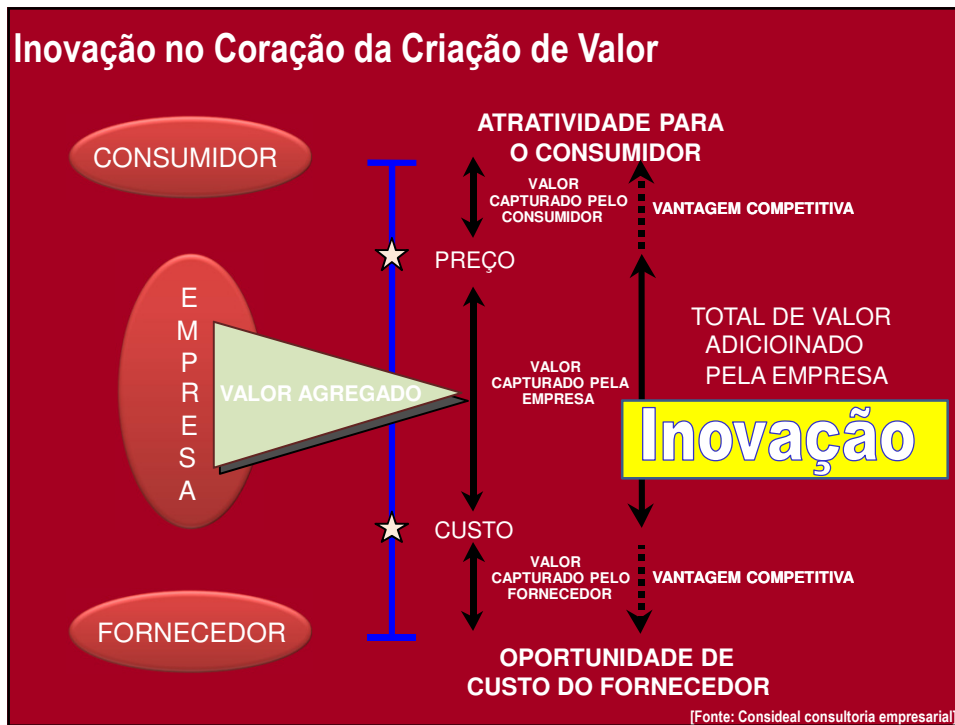 Inovação no Coração da Criação de Valor
CONSUMIDOR
ATRATIVIDADE PARA
O CONSUMIDOR
VALOR
CAPTURADO PELO
CONSUMIDOR
VANTAGEM COMPETITIVA
PREÇO
EMPRESA
VALOR AGREGADO
VALOR
CAPTURADO PELA
EMPRESA
TOTAL DE VALOR
ADICIOINADO
PELA EMPRESA
Inovação
CUSTO
VALOR
CAPTURADO PELO
FORNECEDOR
VANTAGEM COMPETITIVA
FORNECEDOR
OPORTUNIDADE DE
CUSTO DO FORNECEDOR
[Fonte: Consideal consultoria empresarial]